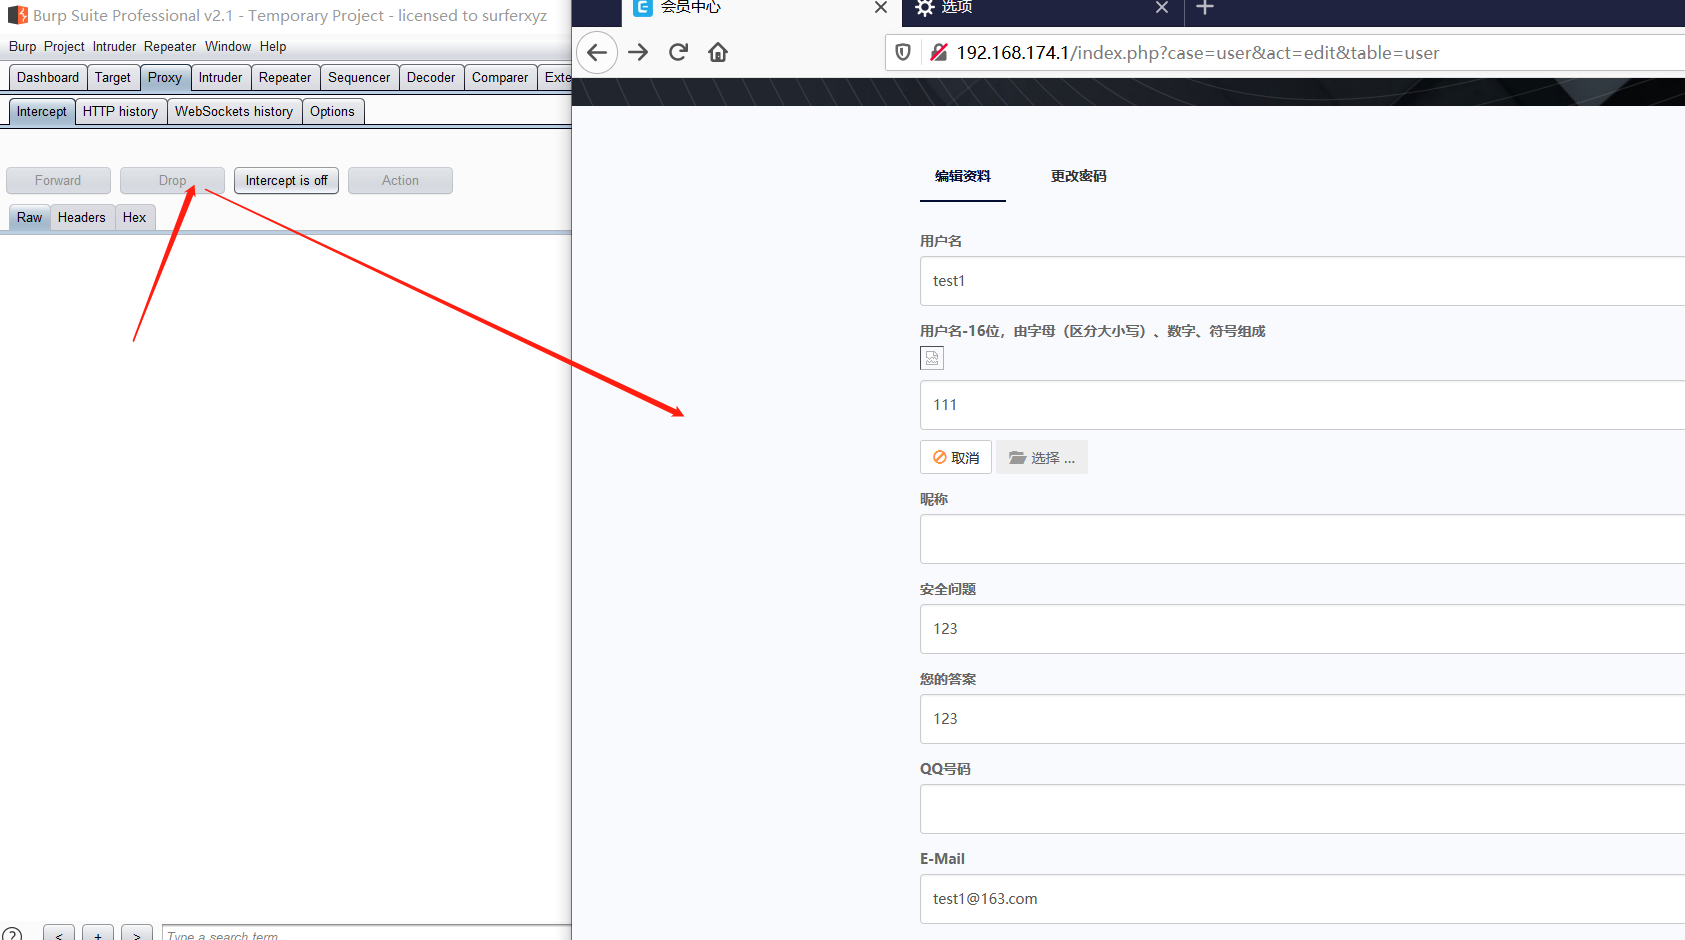 Burp Suite Professional v2.1 - Temporary Project - licensed to surferxyz
Burp Project Intruder Repeater Window Help
Dashboard Target Proxy Intruder Repeater Sequencer Decoder Comparer Exte
Intercept HTTP history WebSockets history Options
Forward Drop Intercept is off Action
Raw Headers Hex
? < + > Type a search term
会员中心 选项
192.168.174.1/index.php?case=user&act=edit&table=user
编辑资料 更改密码
用户名
test1
用户名-16位，由字母（区分大小写）、数字、符号组成
111
取消 选择 ...
昵称
安全问题
123
您的答案
123
QQ号码
E-Mail
test1@163.com